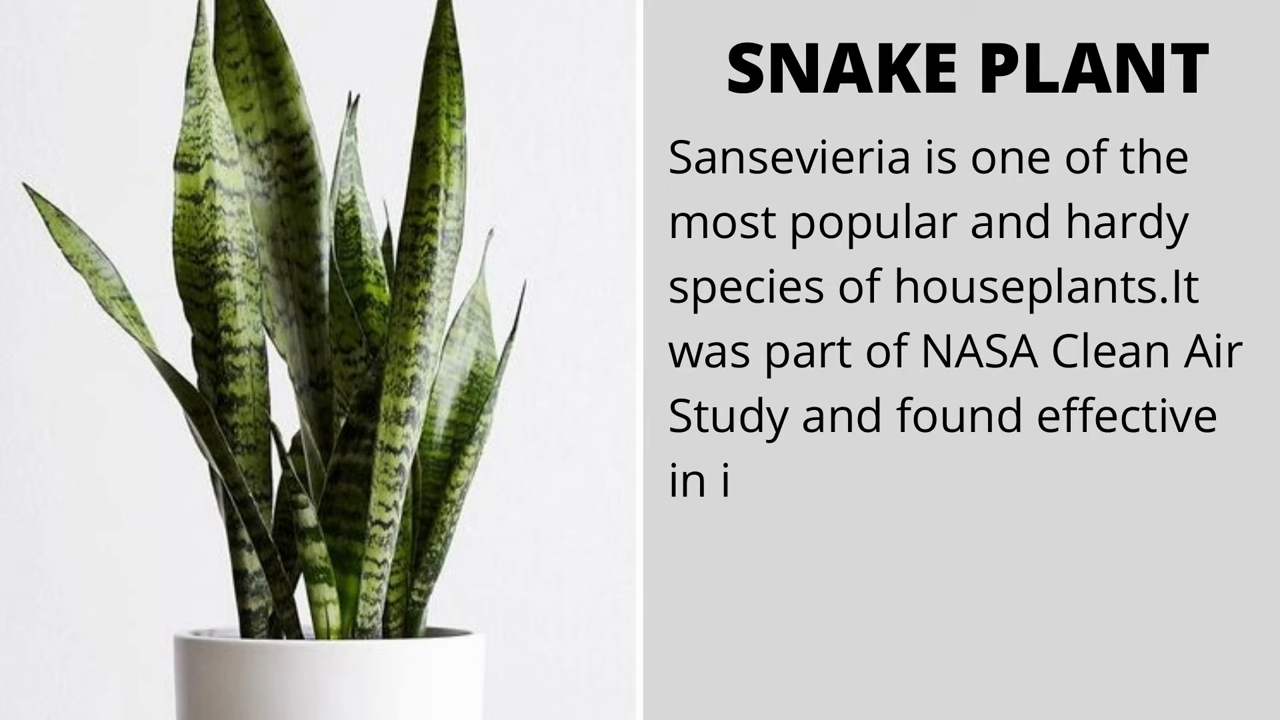 SNAKE PLANT
Sansevieria is one of the
most popular and hardy
species of houseplants.It
was part of NASA Clean Air
Study and found effective
in i